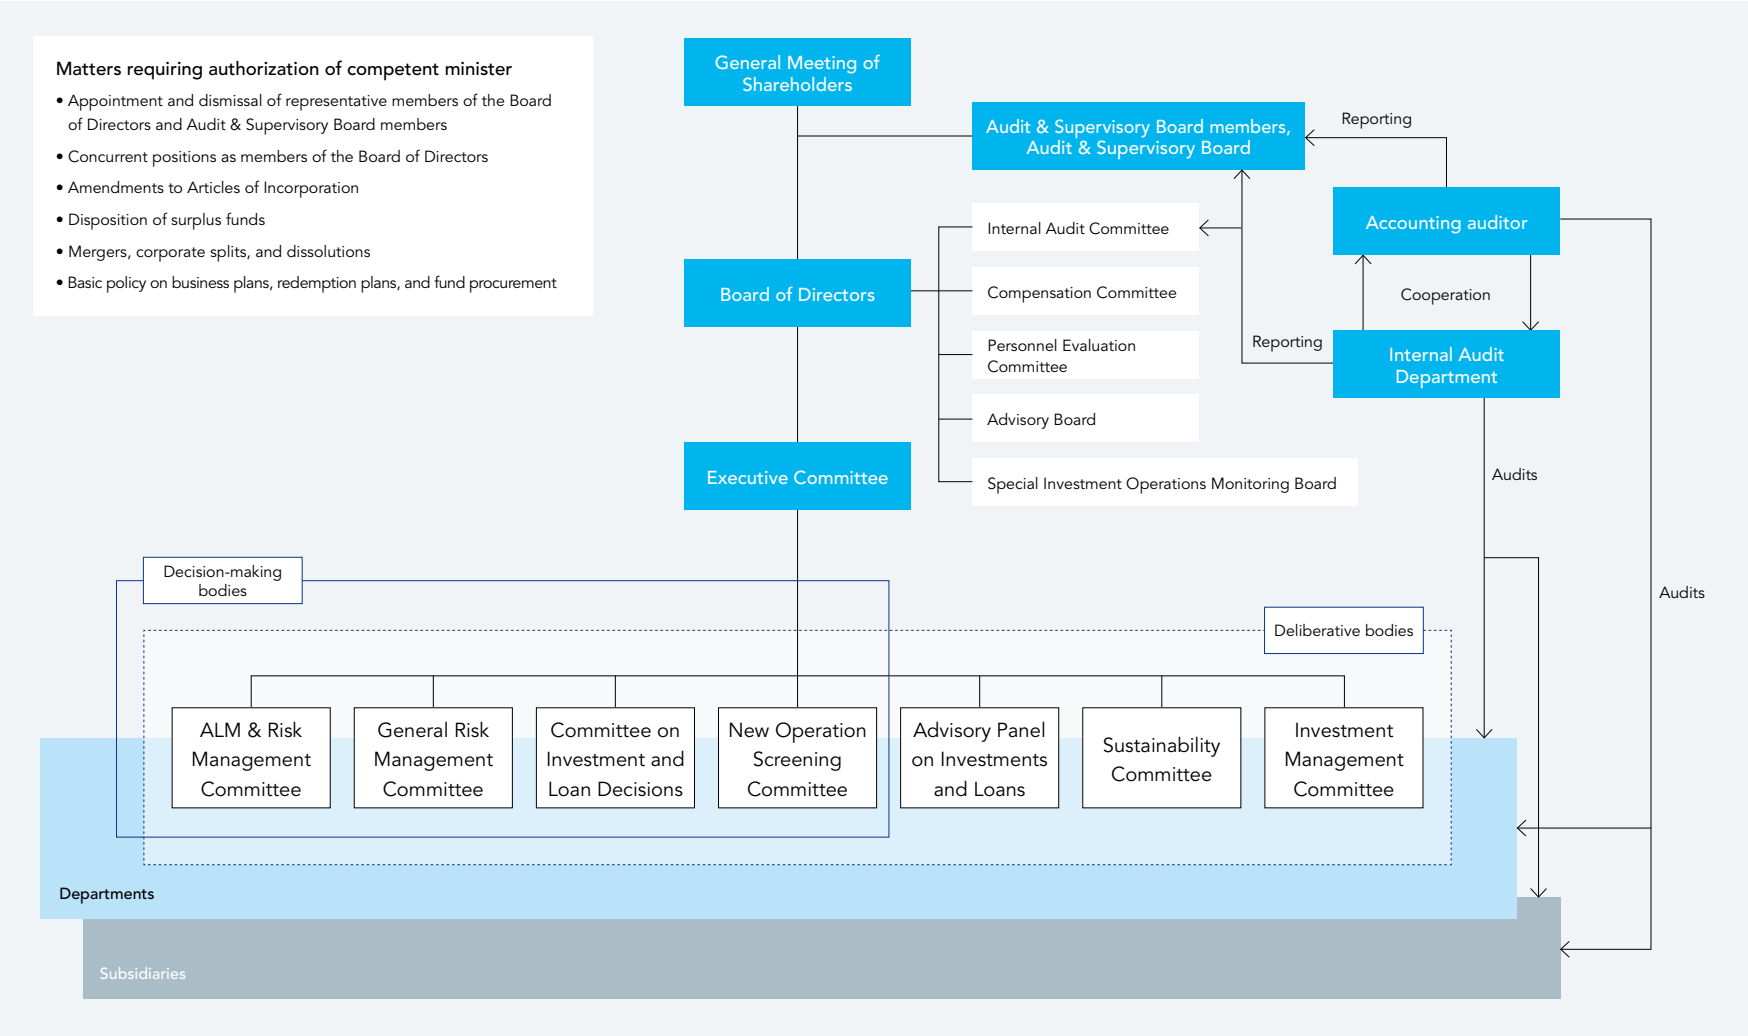 Matters requiring authorization of competent minister
• Appointment and dismissal of representative members of the Board
of Directors and Audit & Supervisory Board members
• Concurrent positions as members of the Board of Directors
• Amendments to Articles of Incorporation
• Disposition of surplus funds
• Mergers, corporate splits, and dissolutions
• Basic policy on business plans, redemption plans, and fund procurement
General Meeting of
Shareholders
Audit & Supervisory Board members,
Audit & Supervisory Board
Reporting
Accounting auditor
Internal Audit Committee
Board of Directors
Compensation Committee
Cooperation
Personnel Evaluation
Committee
Reporting
Internal Audit
Department
Advisory Board
Executive Committee
Special Investment Operations Monitoring Board
Audits
Audits
Decision-making
bodies
Deliberative bodies
ALM & Risk
Management
Committee
General Risk
Management
Committee
Committee on
Investment and
Loan Decisions
New Operation
Screening
Committee
Advisory Panel
on Investments
and Loans
Sustainability
Committee
Investment
Management
Committee
Departments
Subsidiaries